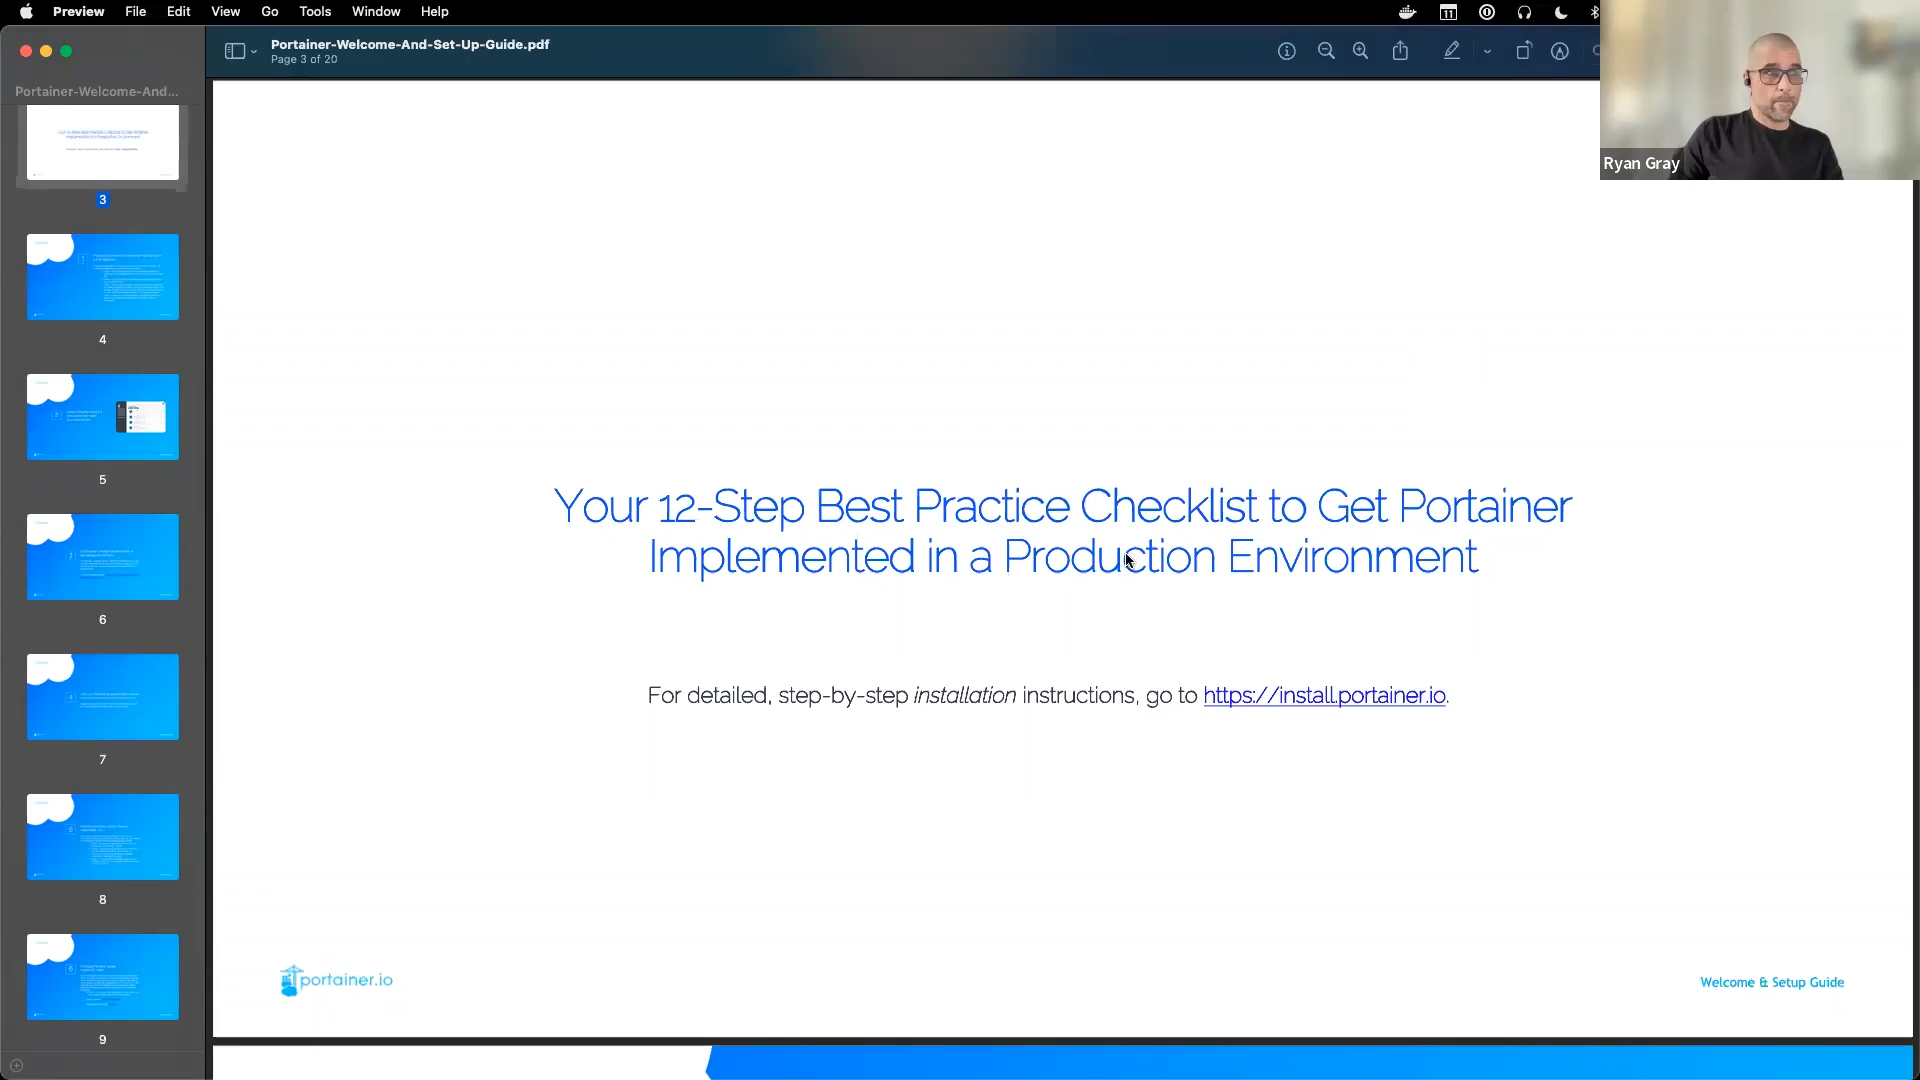 Preview File Edit View Go Tools Window Help
11
Portainer-Welcome-And-Set-Up-Guide.pdf
Page 3 of 20
Portainer-Welcome-And...
Ryan Gray
3
4
5
6
7
8
9
Your 12-Step Best Practice Checklist to Get Portainer
Implemented in a Production Environment
For detailed, step-by-step installation instructions, go to https://install.portainer.io.
portainer.io
Welcome & Setup Guide